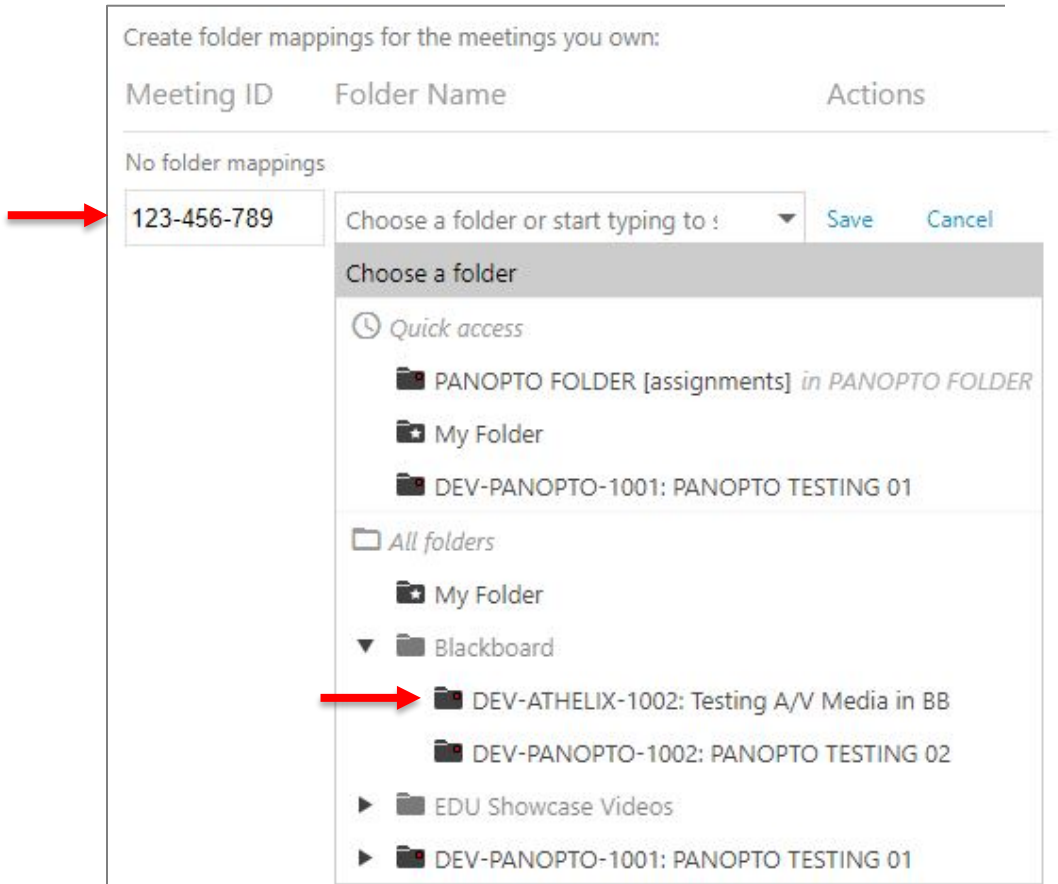 Create folder mappings for the meetings you own:
Meeting ID Folder Name Actions
No folder mappings
123-456-789 Choose a folder or start typing to s Save Cancel
Choose a folder
Quick access
PANOPTO FOLDER [assignments] in PANOPTO FOLDER
My Folder
DEV-PANOPTO-1001: PANOPTO TESTING 01
All folders
My Folder
Blackboard
DEV-ATHELIX-1002: Testing A/V Media in BB
DEV-PANOPTO-1002: PANOPTO TESTING 02
EDU Showcase Videos
DEV-PANOPTO-1001: PANOPTO TESTING 01